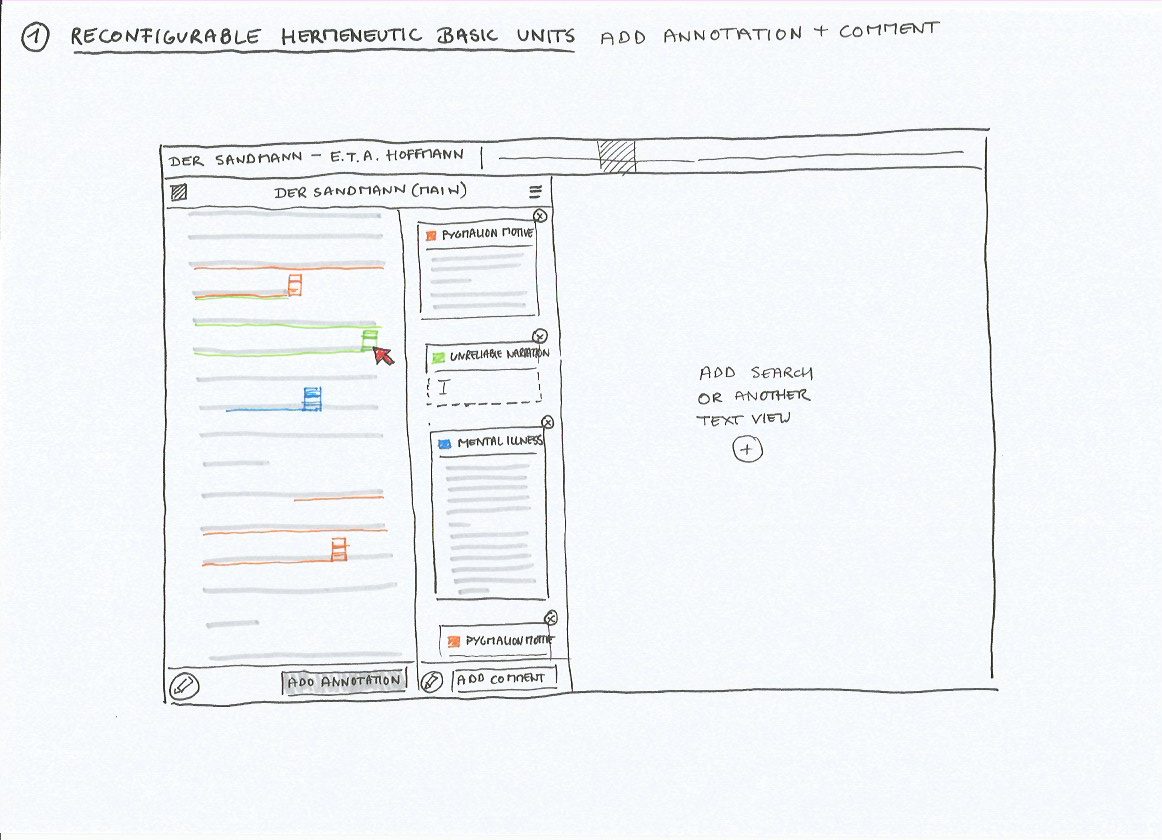 1 RECONFIGURABLE HERMENEUTIC BASIC UNITS ADD ANNOTATION + COMMENT
DER SANDMANN – E.T.A. HOFFMANN
DER SANDMANN (MAIN)
PYGMALION MOTIVE
UNRELIABLE NARRATION
I
MENTAL ILLNESS
PYGMALION MOTIVE
ADD ANNOTATION
ADD COMMENT
ADD SEARCH
OR ANOTHER
TEXT VIEW
+